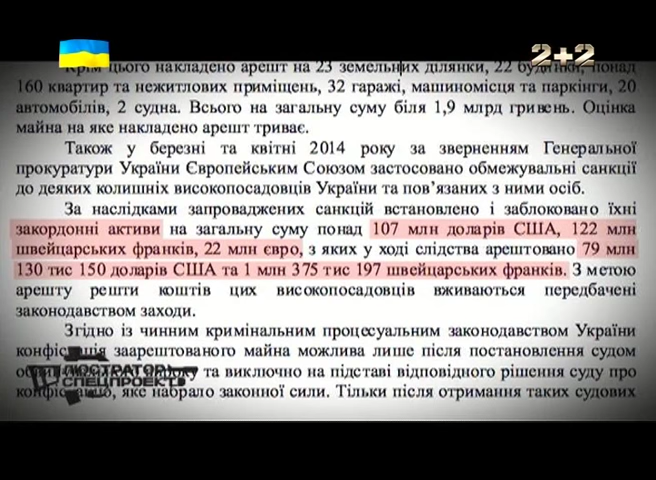 2+2
Крім цього накладено арешт на 23 земельних ділянки, 22 будинки, понад
160 квартир та нежитлових приміщень, 32 гаражі, машиномісця та паркінги, 20
автомобілів, 2 судна. Всього на загальну суму біля 1,9 млрд гривень. Оцінка
майна на яке накладено арешт триває.
Також у березні та квітні 2014 року за зверненням Генеральної
прокуратури України Європейським Союзом застосовано обмежувальні санкції
до деяких колишніх високопосадовців України та пов’язаних з ними осіб.
За наслідками запроваджених санкцій встановлено і заблоковано їхні
закордонні активи на загальну суму понад 107 млн доларів США, 122 млн
швейцарських франків, 22 млн євро, з яких у ході слідства арештовано 79 млн
130 тис 150 доларів США та 1 млн 375 тис 197 швейцарських франків. З метою
арешту решти коштів цих високопосадовців вживаються передбачені
законодавством заходи.
Згідно із чинним кримінальним процесуальним законодавством України
конфіскація заарештованого майна можлива лише після постановлення судом
та виключно на підставі відповідного рішення суду про
конфіскацію, яке набрало законної сили. Тільки після отримання таких судових
ЛЮСТРАТОР
СПЕЦПРОЕКТ